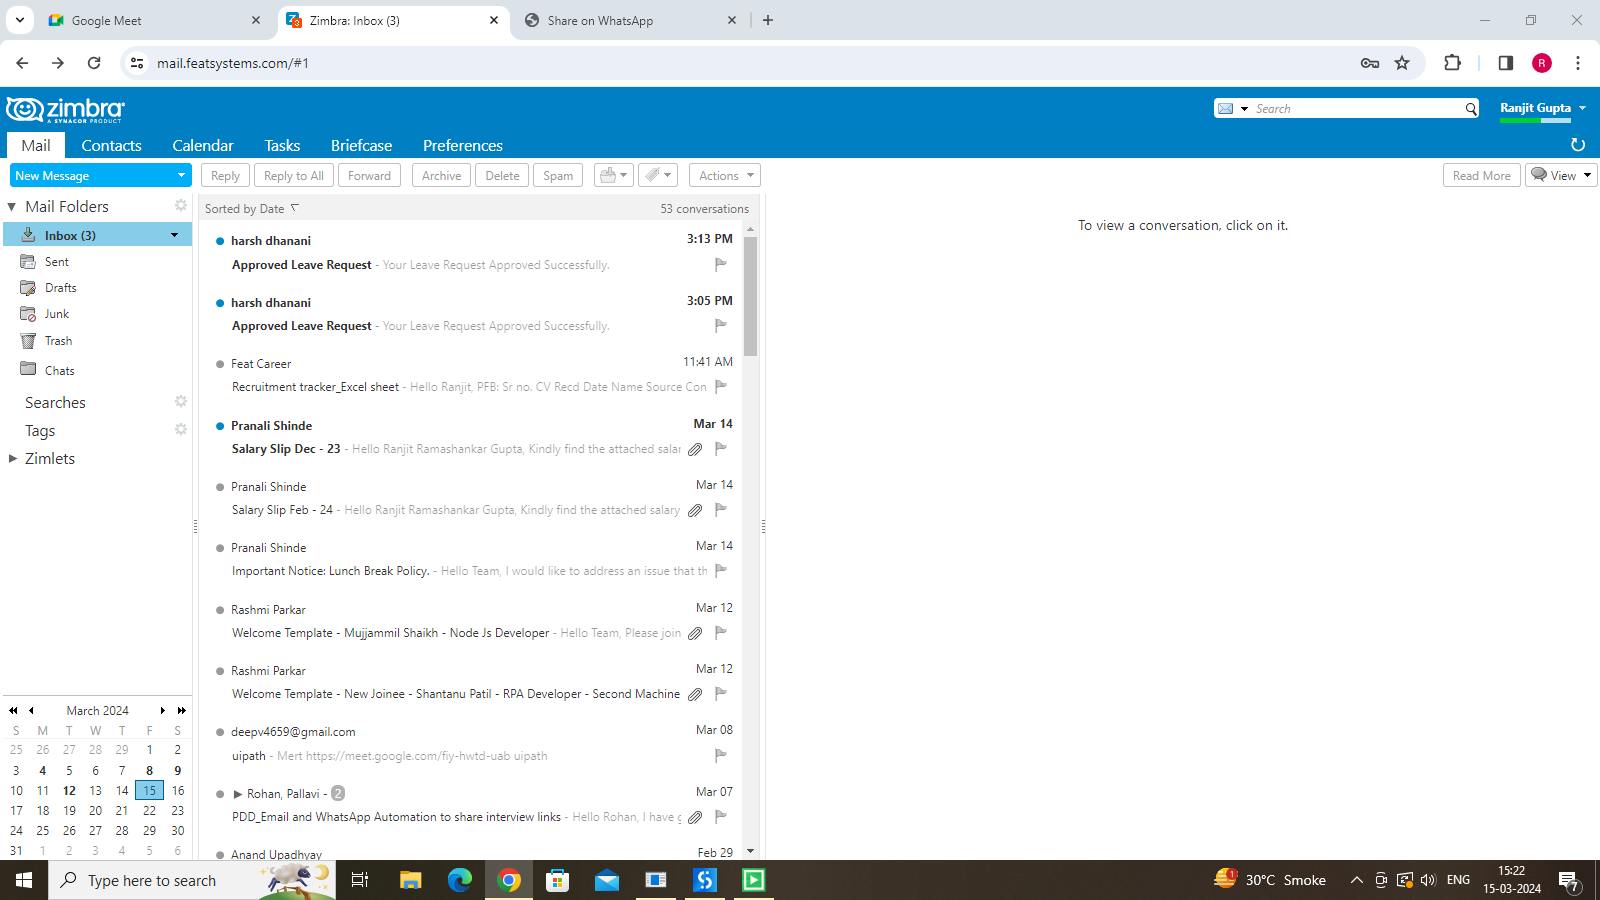 Google Meet
Zimbra: Inbox (3)
Share on WhatsApp
mail.featsystems.com/#1
R
zimbra
A SYNACOR PRODUCT
Search
Ranjit Gupta
Mail Contacts Calendar Tasks Briefcase Preferences
New Message
Reply Reply to All Forward Archive Delete Spam Actions Read More View
Mail Folders
Inbox (3)
Sent
Drafts
Junk
Trash
Chats
Searches
Tags
Zimlets
Sorted by Date 53 conversations
harsh dhanani 3:13 PM
Approved Leave Request - Your Leave Request Approved Successfully.
harsh dhanani 3:05 PM
Approved Leave Request - Your Leave Request Approved Successfully.
Feat Career 11:41 AM
Recruitment tracker_Excel sheet - Hello Ranjit, PFB: Sr no. CV Recd Date Name Source Con
Pranali Shinde Mar 14
Salary Slip Dec - 23 - Hello Ranjit Ramashankar Gupta, Kindly find the attached salar
Pranali Shinde Mar 14
Salary Slip Feb - 24 - Hello Ranjit Ramashankar Gupta, Kindly find the attached salary
Pranali Shinde Mar 14
Important Notice: Lunch Break Policy. - Hello Team, I would like to address an issue that th
Rashmi Parkar Mar 12
Welcome Template - Mujjammil Shaikh - Node Js Developer - Hello Team, Please join
Rashmi Parkar Mar 12
Welcome Template - New Joinee - Shantanu Patil - RPA Developer - Second Machine
deepv4659@gmail.com Mar 08
uipath - Mert https://meet.google.com/fiy-hwtd-uab uipath
Rohan, Pallavi - 2 Mar 07
PDD_Email and WhatsApp Automation to share interview links - Hello Rohan, I have g
Anand Upadhyay Feb 29
To view a conversation, click on it.
March 2024
S M T W T F S
25 26 27 28 29 1 2
3 4 5 6 7 8 9
10 11 12 13 14 15 16
17 18 19 20 21 22 23
24 25 26 27 28 29 30
31 1 2 3 4 5 6
Type here to search
1
30°C Smoke
ENG
15:22
15-03-2024
7